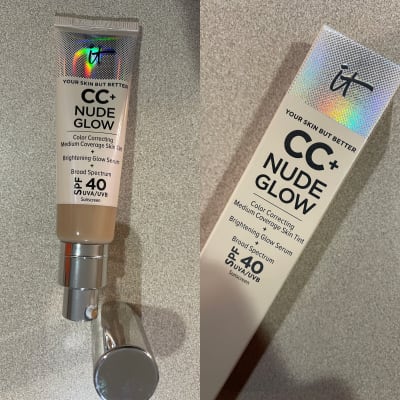 it
YOUR SKIN BUT BETTER
CC+
NUDE
GLOW
Color Correcting
Medium Coverage Skin Tint
+
Brightening Glow Serum
+
Broad Spectrum
SPF 40
UVA/UVB
Sunscreen
it
YOUR SKIN BUT BETTER
CC+
NUDE
GLOW
Color Correcting
Medium Coverage Skin Tint
+
Brightening Glow Serum
+
Broad Spectrum
SPF 40
UVA/UVB
Sunscreen